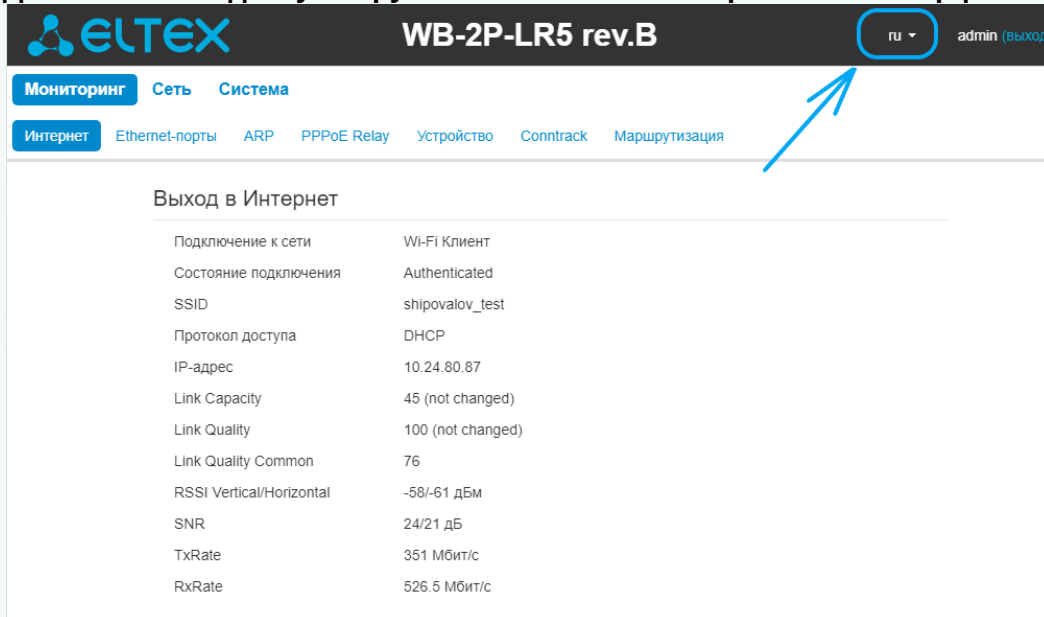 ELTEX WB-2P-LR5 rev.B ru admin (выход
Мониторинг Сеть Система
Интернет Ethernet-порты ARP PPPoE Relay Устройство Conntrack Маршрутизация
Выход в Интернет
Подключение к сети Wi-Fi Клиент
Состояние подключения Authenticated
SSID shipovalov_test
Протокол доступа DHCP
IP-адрес 10.24.80.87
Link Capacity 45 (not changed)
Link Quality 100 (not changed)
Link Quality Common 76
RSSI Vertical/Horizontal -58/-61 дБм
SNR 24/21 дБ
TxRate 351 Мбит/с
RxRate 526.5 Мбит/с